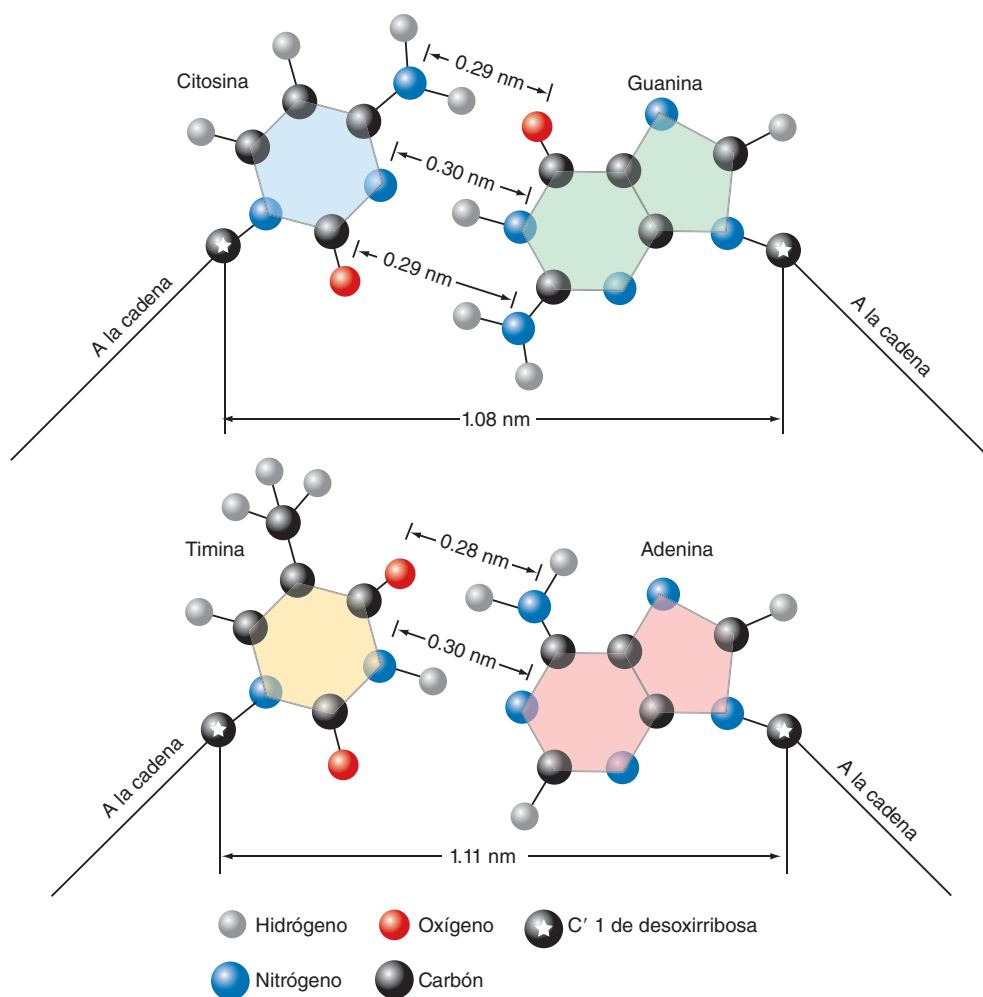 Citosina
0.29 nm
Guanina
0.30 nm
0.29 nm
A la cadena
A la cadena
1.08 nm
Timina
0.28 nm
Adenina
0.30 nm
A la cadena
A la cadena
1.11 nm
Hidrógeno
Oxígeno
C′ 1 de desoxirribosa
Nitrógeno
Carbón